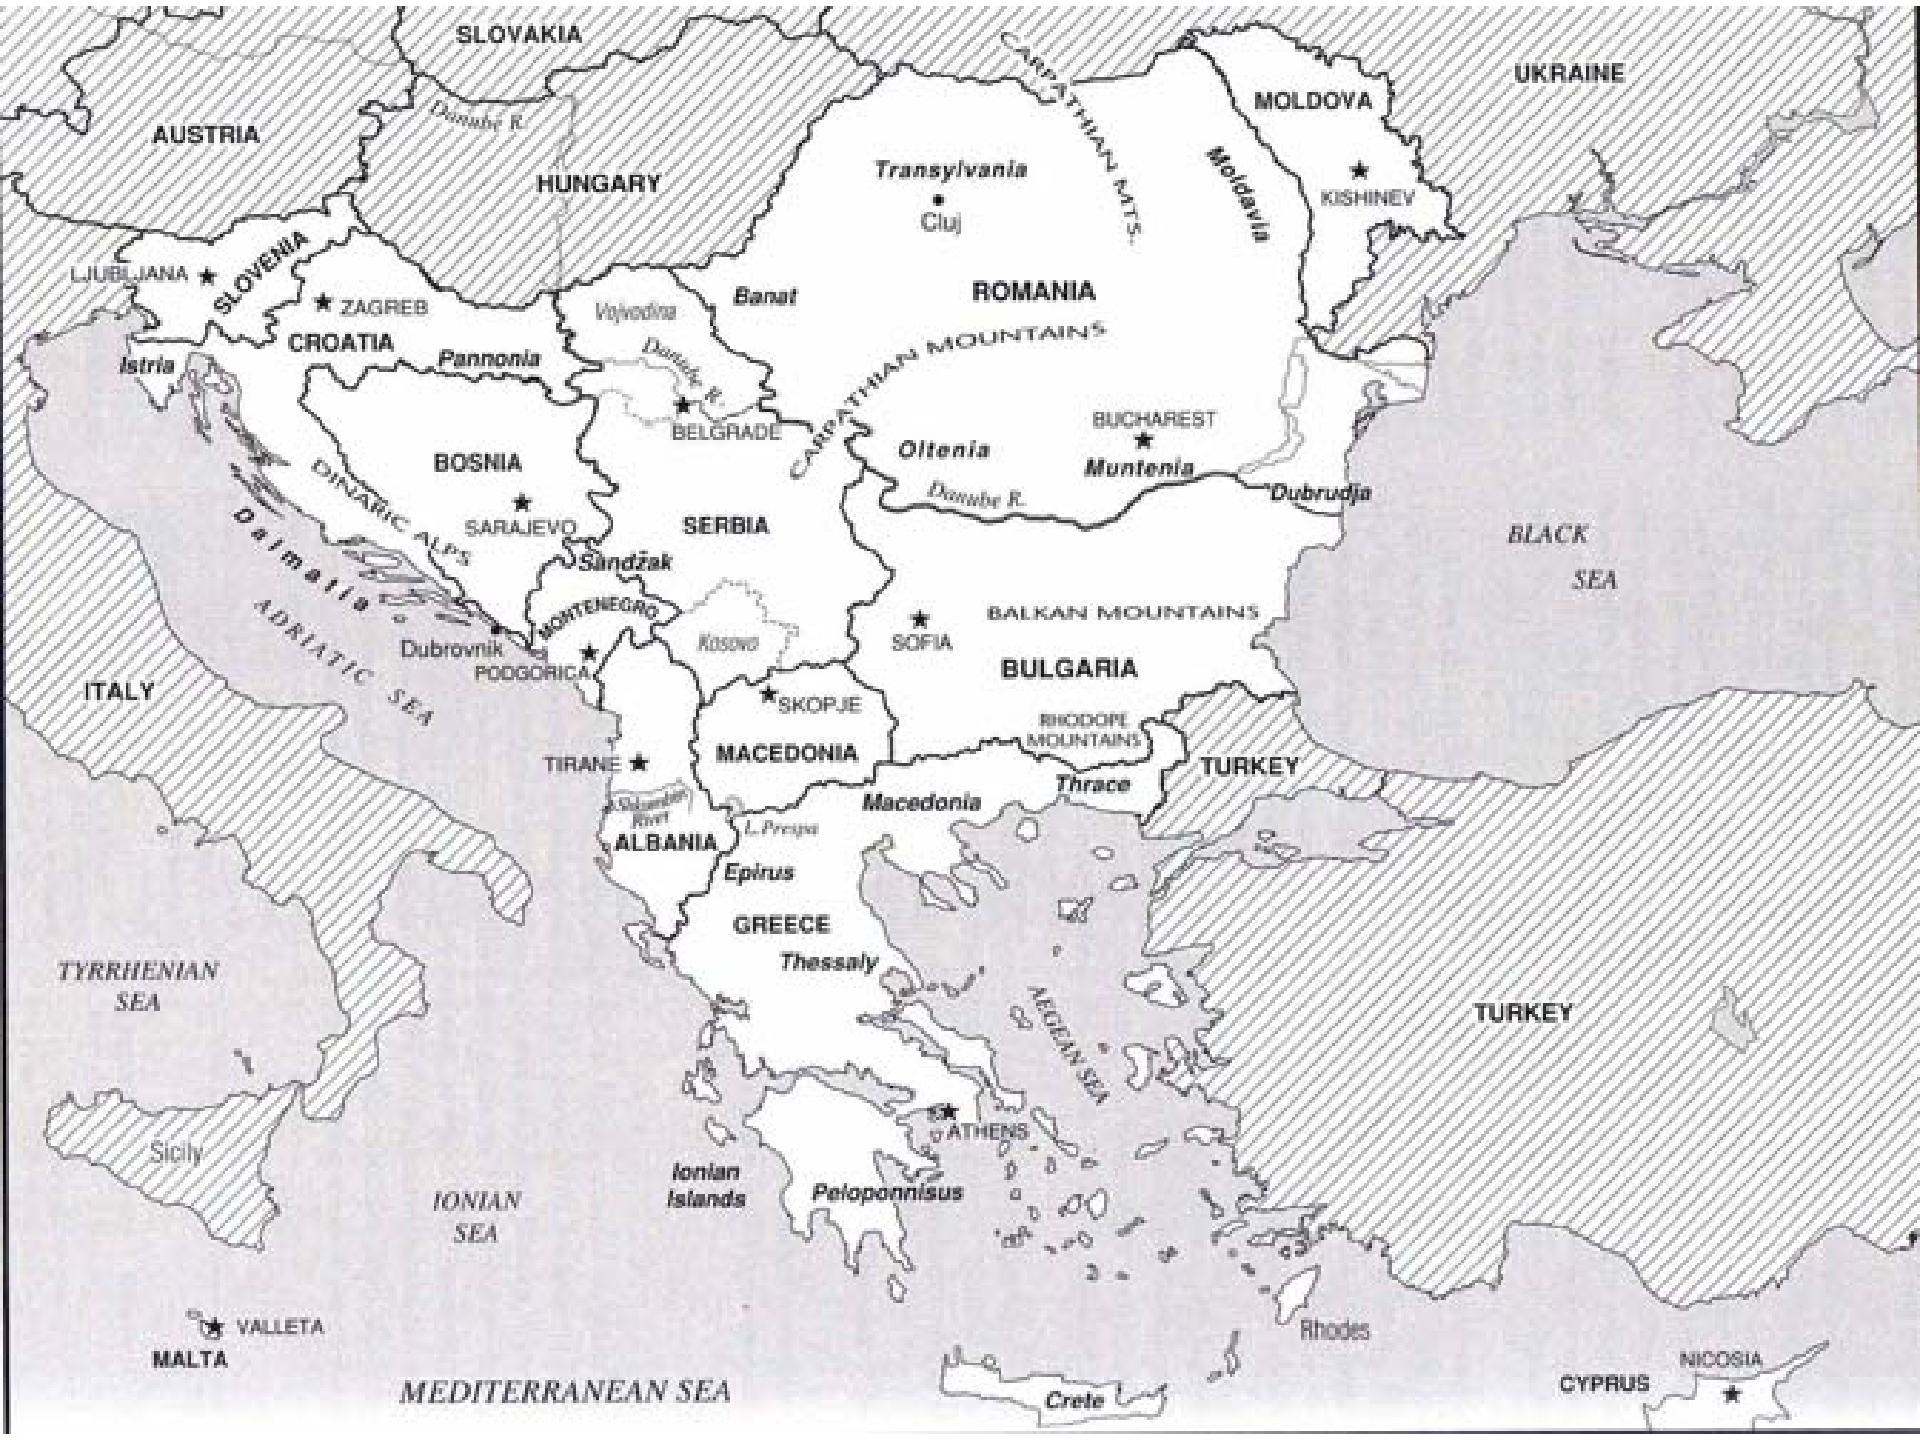 SLOVAKIA
CARPATHIAN MTS.
UKRAINE
MOLDOVA
Danube R.
AUSTRIA
HUNGARY
Transylvania
Cluj
Moldavia
KISHINEV
SLOVENIA
LJUBLJANA
ZAGREB
Vojvodina
Banat
ROMANIA
CROATIA
Pannonia
Istria
Danube R.
CARPATHIAN MOUNTAINS
BELGRADE
BUCHAREST
BOSNIA
Oltenia
Muntenia
DINARIC ALPS
Danube R.
Dubrudja
SARAJEVO
SERBIA
BLACK
SEA
Dalmatia
Sandžak
ADRIATIC SEA
MONTENEGRO
BALKAN MOUNTAINS
Kosovo
SOFIA
Dubrovnik
PODGORICA
BULGARIA
ITALY
SKOPJE
RHODOPE
MOUNTAINS
MACEDONIA
TIRANE
TURKEY
Thrace
Macedonia
River
L. Prespa
ALBANIA
Epirus
GREECE
Thessaly
TYRRHENIAN
SEA
AEGEAN SEA
TURKEY
ATHENS
Sicily
Ionian
Islands
Peloponnisus
IONIAN
SEA
VALLETA
MALTA
Rhodes
NICOSIA
CYPRUS
MEDITERRANEAN SEA
Crete